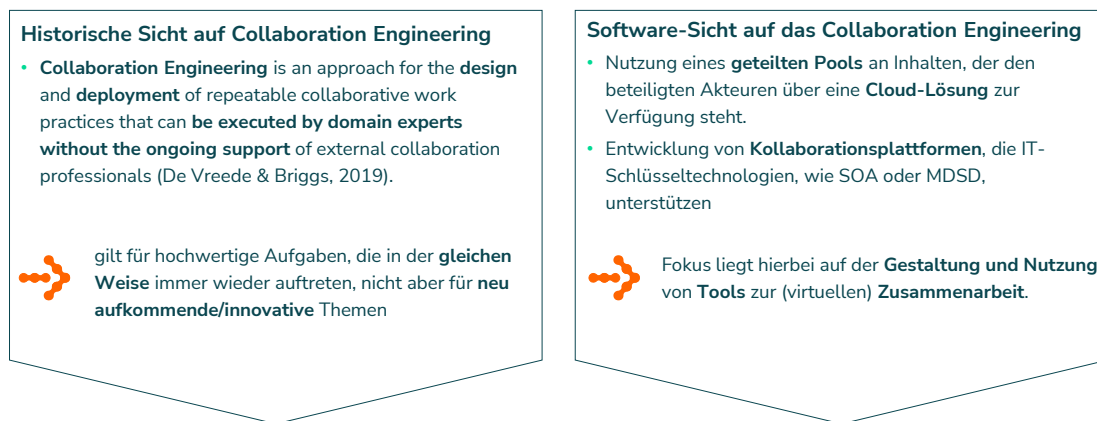 Historische Sicht auf Collaboration Engineering
• Collaboration Engineering is an approach for the design
and deployment of repeatable collaborative work
practices that can be executed by domain experts
without the ongoing support of external collaboration
professionals (De Vreede & Briggs, 2019).
gilt für hochwertige Aufgaben, die in der gleichen
Weise immer wieder auftreten, nicht aber für neu
aufkommende/innovative Themen
Software-Sicht auf das Collaboration Engineering
• Nutzung eines geteilten Pools an Inhalten, der den
beteiligten Akteuren über eine Cloud-Lösung zur
Verfügung steht.
• Entwicklung von Kollaborationsplattformen, die IT-
Schlüsseltechnologien, wie SOA oder MDSD,
unterstützen
Fokus liegt hierbei auf der Gestaltung und Nutzung
von Tools zur (virtuellen) Zusammenarbeit.